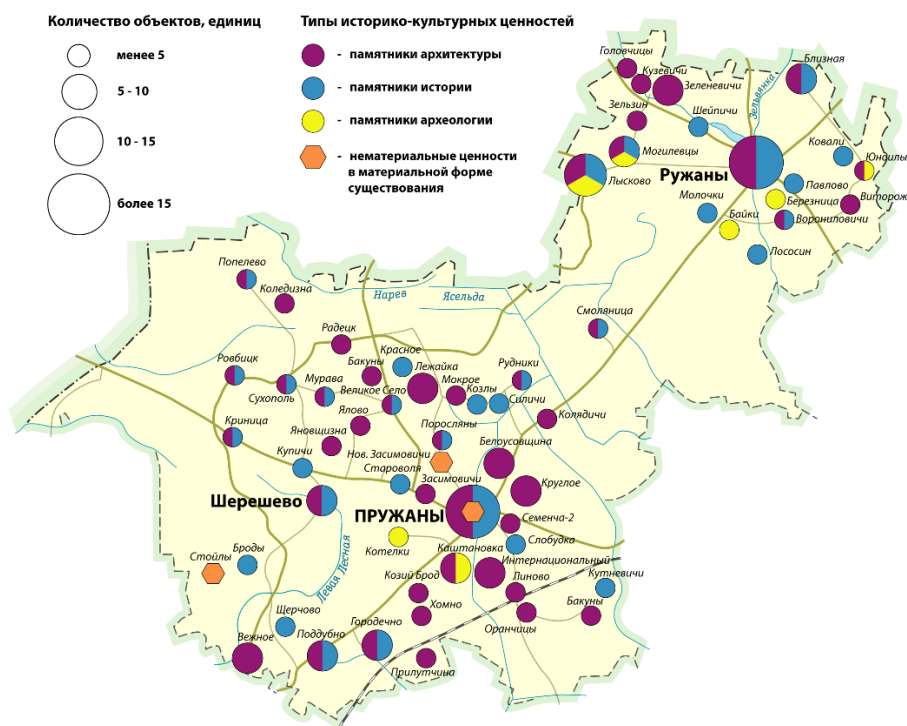 Количество объектов, единиц
менее 5
5 - 10
10 - 15
более 15
Типы историко-культурных ценностей
- памятники архитектуры
- памятники истории
- памятники археологии
- нематериальные ценности
в материальной форме
существования
Головчицы
Кузевичи
Зеленевичи
Близная
Зельвянка
Зельзин
Шейпичи
Могилевцы
Ковали
Юндилы
Лысково
Ружаны
Павлово
Молочки
Березница
Виторож
Байки
Ворониловичи
Лососин
Попелево
Коледизна
Нарев
Ясельда
Смоляница
Радецк
Красное
Ровбицк
Бакуны
Лежайка
Рудники
Мурава
Мокрое
Козлы
Сухополь
Великое Село
Силичи
Криница
Ялово
Колядичи
Яновщизна
Поросляны
Белоусовщина
Купичи
Нов. Засимовичи
Староволя
Засимовичи
Круглое
Шерешево
ПРУЖАНЫ
Семенча-2
Слобудка
Стойлы
Броды
Котелки
Каштановка
Интернациональный
Левая Лесная
Козий Брод
Линово
Кутневичи
Щерчово
Хомно
Бакуны
Вежное
Поддубно
Городечно
Оранчицы
Прилутчина